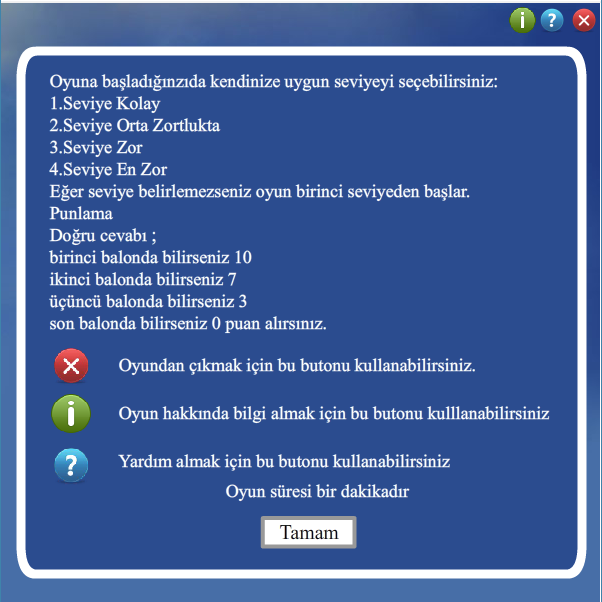 Oyuna başladığınzıda kendinize uygun seviyeyi seçebilirsiniz:
1.Seviye Kolay
2.Seviye Orta Zortlukta
3.Seviye Zor
4.Seviye En Zor
Eğer seviye belirlemezseniz oyun birinci seviyeden başlar.
Punlama
Doğru cevabı ;
birinci balonda bilirseniz 10
ikinci balonda bilirseniz 7
üçüncü balonda bilirseniz 3
son balonda bilirseniz 0 puan alırsınız.
Oyundan çıkmak için bu butonu kullanabilirsiniz.
Oyun hakkında bilgi almak için bu butonu kulllanabilirsiniz
Yardım almak için bu butonu kullanabilirsiniz
Oyun süresi bir dakikadır
Tamam